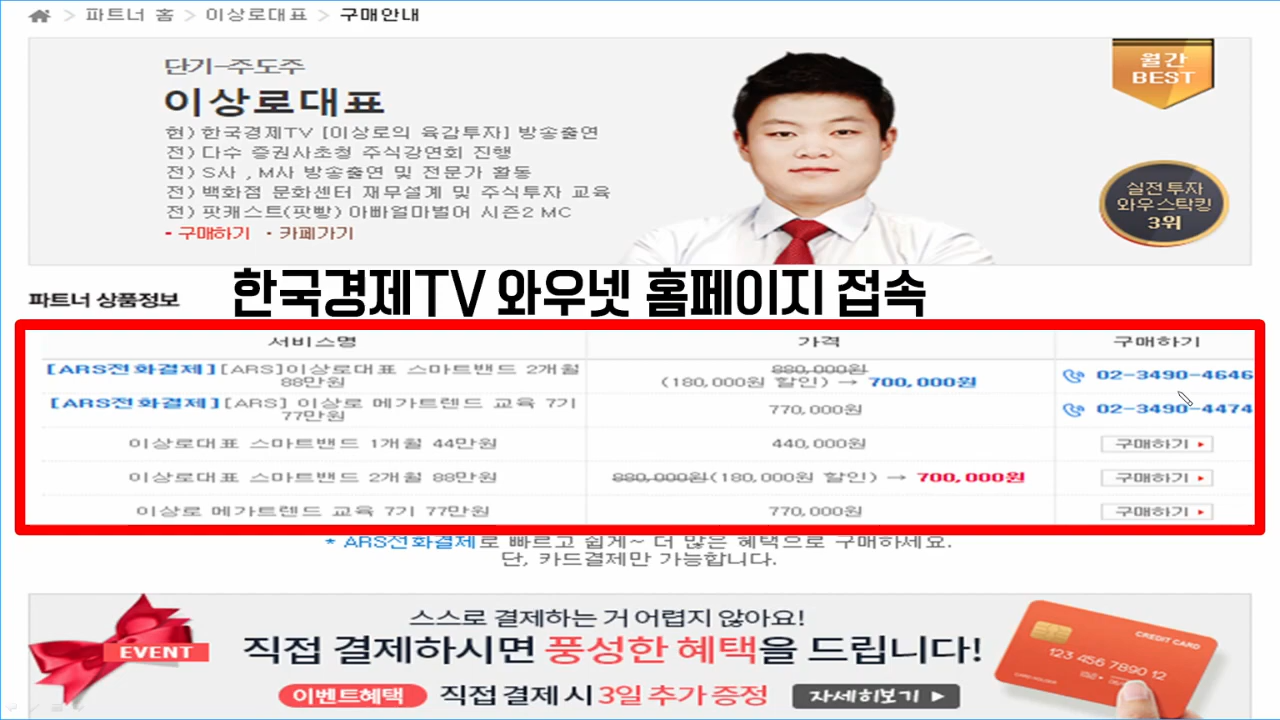 파트너 홈 > 이상로대표 > 구매안내
단기-주도주
이상로대표
현) 한국경제TV [이상로의 육감투자] 방송출연
전) 다수 증권사초청 주식강연회 진행
전) S사 , M사 방송출연 및 전문가 활동
전) 백화점 문화센터 재무설계 및 주식투자 교육
전) 팟캐스트(팟빵) 아빠얼마벌어 시즌2 MC
- 구매하기 · 카페가기
월간
BEST
실전투자
와우스탁킹
3위
파트너 상품정보
한국경제TV 와우넷 홈페이지 접속
서비스명 가격 구매하기
[ARS전화결제][ARS]이상로대표 스마트밴드 2개월
88만원
880,000원
(180,000원 할인) → 700,000원
02-3490-4646
[ARS전화결제][ARS] 이상로 메가트렌드 교육 7기
77만원
770,000원
02-3490-4474
이상로대표 스마트밴드 1개월 44만원 440,000원 구매하기 ▸
이상로대표 스마트밴드 2개월 88만원 880,000원(180,000원 할인) → 700,000원 구매하기 ▸
이상로 메가트렌드 교육 7기 77만원 770,000원 구매하기 ▸
* ARS전화결제로 빠르고 쉽게~ 더 많은 혜택으로 구매하세요.
단, 카드결제만 가능합니다.
EVENT
스스로 결제하는 거 어렵지 않아요!
직접 결제하시면 풍성한 혜택을 드립니다!
이벤트혜택 직접 결제 시 3일 추가 증정 자세히보기 ▶
CREDIT CARD
123 456 7890 12
CARD HOLDER